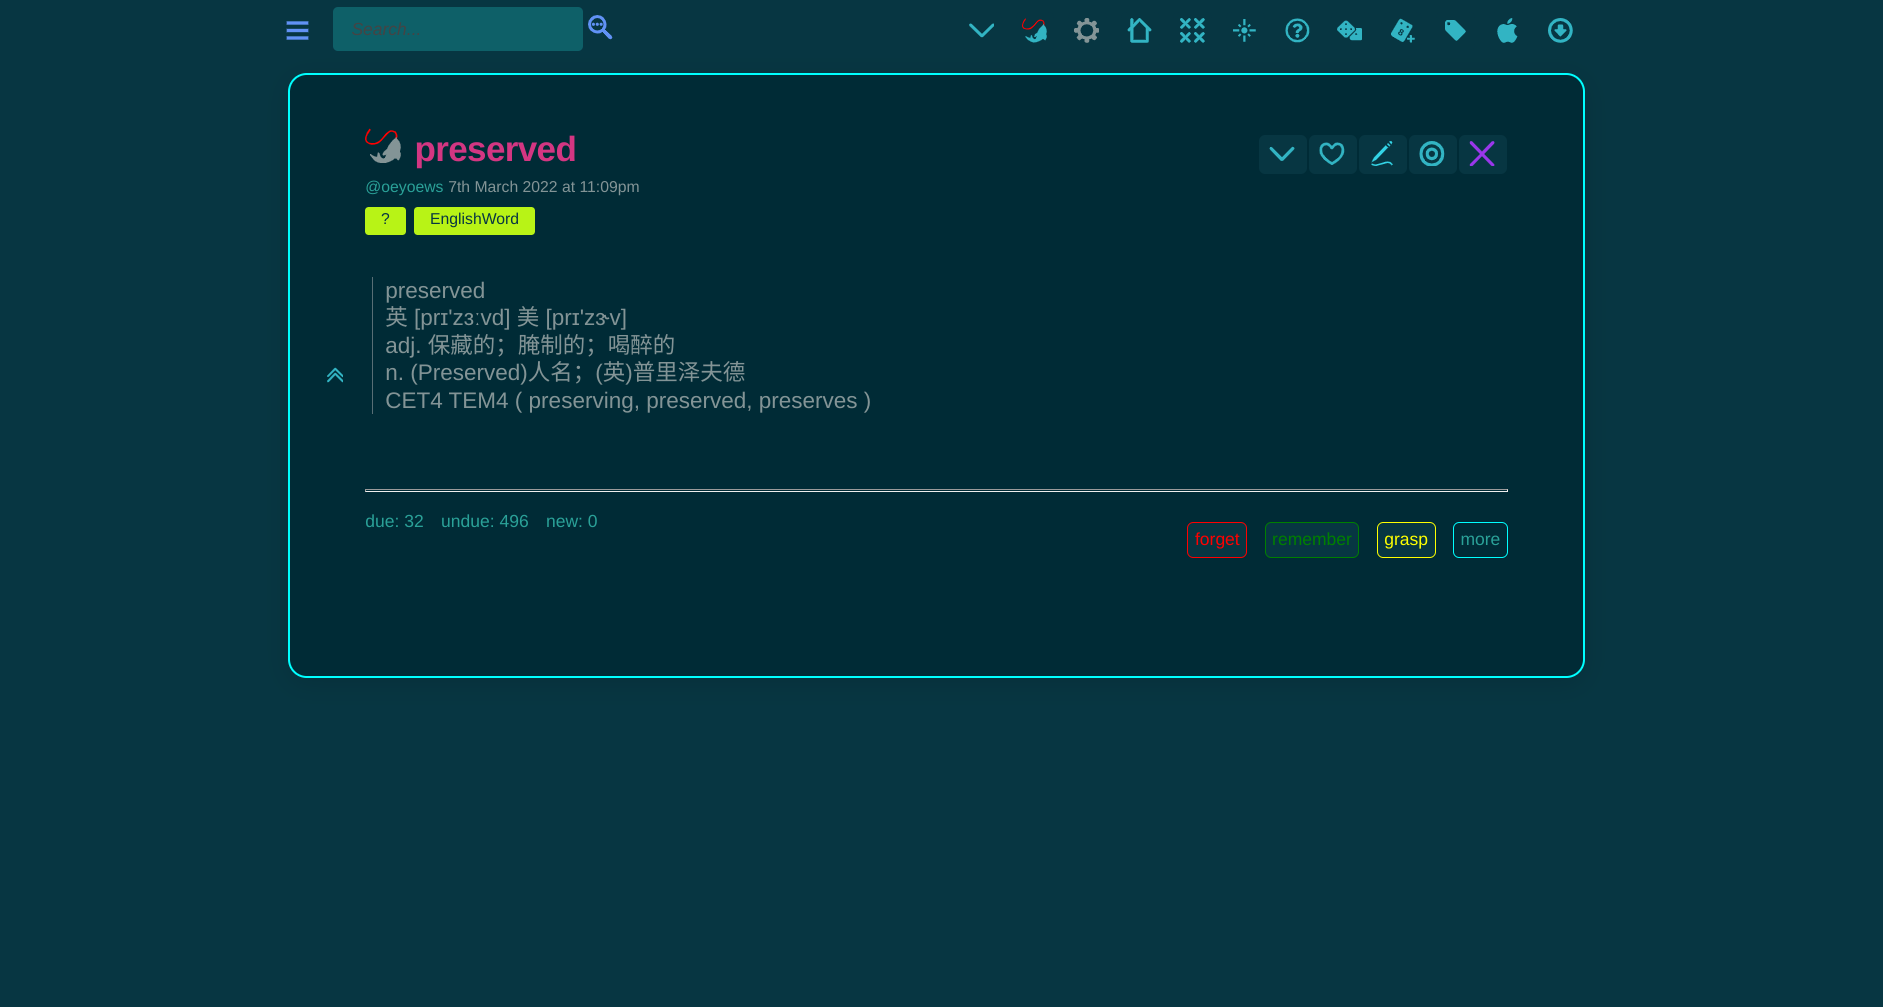 Search...
preserved
@oeyoews 7th March 2022 at 11:09pm
? EnglishWord
preserved
英 [prɪ'zɜːvd] 美 [prɪ'zɝv]
adj. 保藏的；腌制的；喝醉的
n. (Preserved)人名；(英)普里泽夫德
CET4 TEM4 ( preserving, preserved, preserves )
due: 32 undue: 496 new: 0
forget remember grasp more